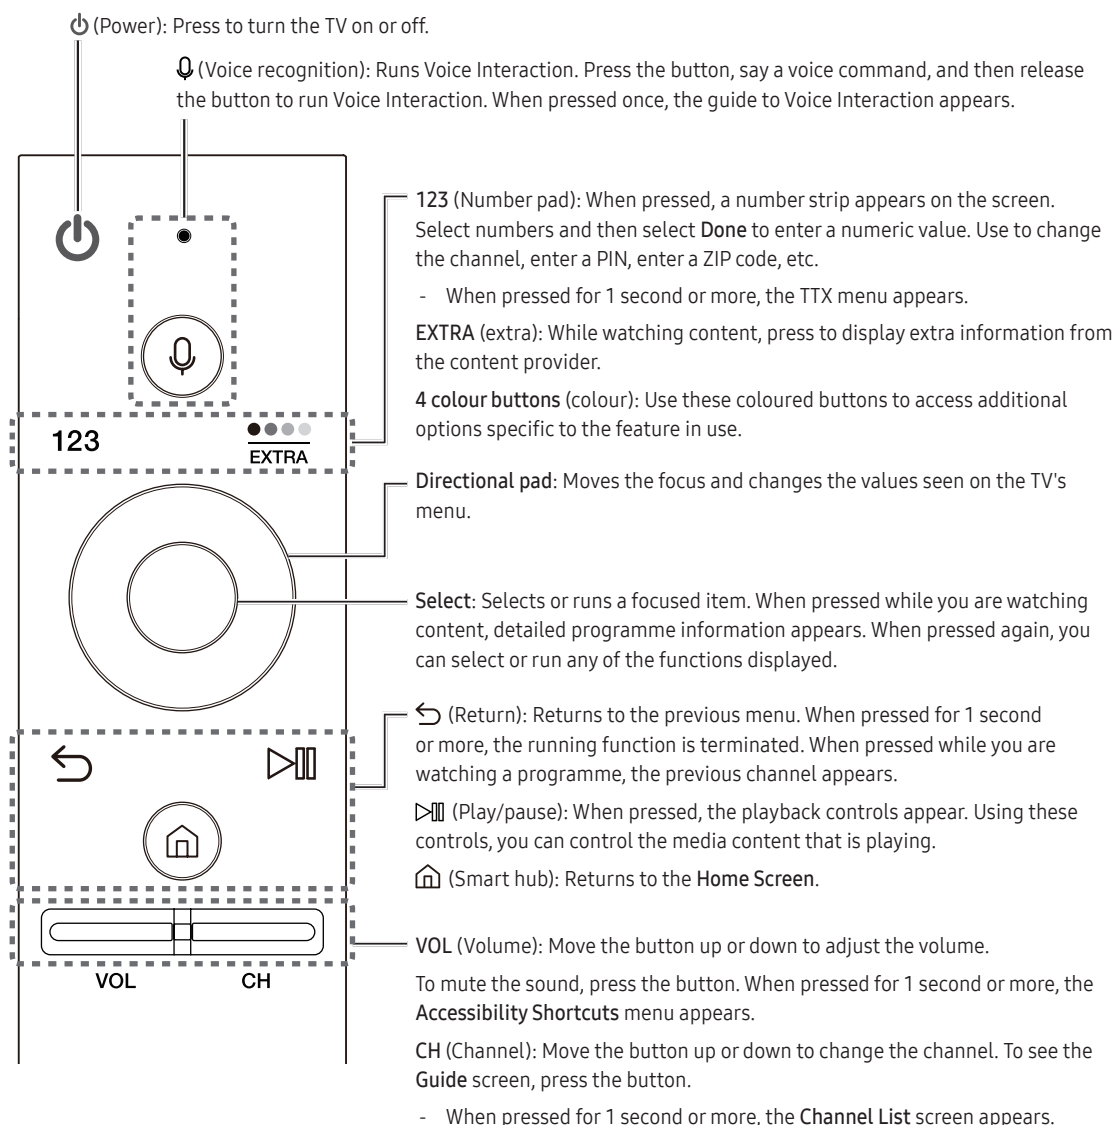 (Power): Press to turn the TV on or off.
(Voice recognition): Runs Voice Interaction. Press the button, say a voice command, and then release
the button to run Voice Interaction. When pressed once, the guide to Voice Interaction appears.
123 (Number pad): When pressed, a number strip appears on the screen.
Select numbers and then select Done to enter a numeric value. Use to change
the channel, enter a PIN, enter a ZIP code, etc.
- When pressed for 1 second or more, the TTX menu appears.
EXTRA (extra): While watching content, press to display extra information from
the content provider.
4 colour buttons (colour): Use these coloured buttons to access additional
options specific to the feature in use.
123
EXTRA
Directional pad: Moves the focus and changes the values seen on the TV's
menu.
Select: Selects or runs a focused item. When pressed while you are watching
content, detailed programme information appears. When pressed again, you
can select or run any of the functions displayed.
(Return): Returns to the previous menu. When pressed for 1 second
or more, the running function is terminated. When pressed while you are
watching a programme, the previous channel appears.
(Play/pause): When pressed, the playback controls appear. Using these
controls, you can control the media content that is playing.
(Smart hub): Returns to the Home Screen.
VOL (Volume): Move the button up or down to adjust the volume.
VOL CH
To mute the sound, press the button. When pressed for 1 second or more, the
Accessibility Shortcuts menu appears.
CH (Channel): Move the button up or down to change the channel. To see the
Guide screen, press the button.
- When pressed for 1 second or more, the Channel List screen appears.